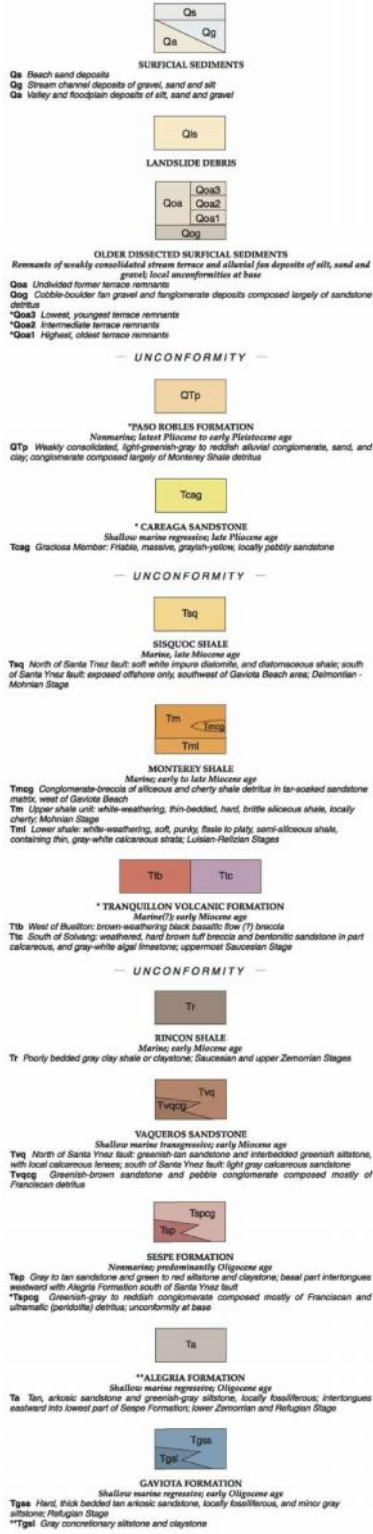 Qs
Qg
Qa
SURFICIAL SEDIMENTS
Qs Beach sand deposits
Qg Stream channel deposits of gravel, sand and silt
Qa Valley and floodplain deposits of silt, sand and gravel
Qls
LANDSLIDE DEBRIS
Qoa
Qoa3
Qoa2
Qoa1
Qog
OLDER DISSECTED SURFICIAL SEDIMENTS
Remnants of weakly consolidated stream terrace and alluvial fan deposits of silt, sand and
gravel; local unconformities at base
Qoa Undivided former terrace remnants
Qog Cobble-boulder fan gravel and fanglomerate deposits composed largely of sandstone
detritus
*Qoa3 Lowest, youngest terrace remnants
*Qoa2 Intermediate terrace remnants
*Qoa1 Highest, oldest terrace remnants
— UNCONFORMITY —
QTp
*PASO ROBLES FORMATION
Nonmarine; latest Pliocene to early Pleistocene age
QTp Weakly consolidated, light-greenish-gray to reddish alluvial conglomerate, sand, and
clay; conglomerate composed largely of Monterey Shale detritus
Tcag
* CAREAGA SANDSTONE
Shallow marine regressive; late Pliocene age
Tcag Graciosa Member: Friable, massive, grayish-yellow, locally pebbly sandstone
— UNCONFORMITY —
Tsq
SISQUOC SHALE
Marine, late Miocene age
Tsq North of Santa Tnez fault: soft white impure diatomite, and diatomaceous shale; south
of Santa Ynez fault: exposed offshore only, southwest of Gaviota Beach area; Delmontian -
Mohnian Stage
Tm
Tmcg
Tml
MONTEREY SHALE
Marine; early to late Miocene age
Tmcg Conglomerate-breccia of siliceous and cherty shale detritus in tar-soaked sandstone
matrix, west of Gaviota Beach
Tm Upper shale unit: white-weathering, thin-bedded, hard, brittle siliceous shale, locally
cherty; Mohnian Stage
Tml Lower shale: white-weathering, soft, punky, fissle to platy, semi-siliceous shale,
containing thin, gray-white calcareous strata; Luisian-Relizian Stages
Ttb
Ttc
* TRANQUILLON VOLCANIC FORMATION
Marine(?); early Miocene age
Ttb West of Buellton: brown-weathering black basaltic flow (?) breccia
Ttc South of Solvang: weathered, hard brown tuff breccia and bentonitic sandstone in part
calcareous, and gray-white algal limestone; uppermost Saucesian Stage
— UNCONFORMITY —
Tr
RINCON SHALE
Marine; early Miocene age
Tr Poorly bedded gray clay shale or claystone; Saucesian and upper Zemorrian Stages
Tvq
Tvqcg
VAQUEROS SANDSTONE
Shallow marine transgressive; early Miocene age
Tvq North of Santa Ynez fault: greenish-tan sandstone and interbedded greenish siltstone,
with local calcareous lenses; south of Santa Ynez fault: light gray calcareous sandstone
Tvqcg Greenish-brown sandstone and pebble conglomerate composed mostly of
Franciscan detritus
Tspcg
Tsp
SESPE FORMATION
Nonmarine; predominantly Oligocene age
Tsp Gray to tan sandstone and green to red siltstone and claystone; basal part intertongues
westward with Alegria Formation south of Santa Ynez fault
*Tspcg Greenish-gray to reddish conglomerate composed mostly of Franciscan and
ultramafic (peridotite) detritus; unconformity at base
Ta
**ALEGRIA FORMATION
Shallow marine regressive; Oligocene age
Ta Tan, arkosic sandstone and greenish-gray siltstone, locally fossiliferous; intertongues
eastward into lowest part of Sespe Formation; lower Zemorrian and Refugian Stage
Tgss
Tgsl
GAVIOTA FORMATION
Shallow marine regressive; early Oligocene age
Tgss Hard, thick bedded tan arkosic sandstone, locally fossiliferous, and minor gray
siltstone; Refugian Stage
**Tgsl Gray concretionary siltstone and claystone